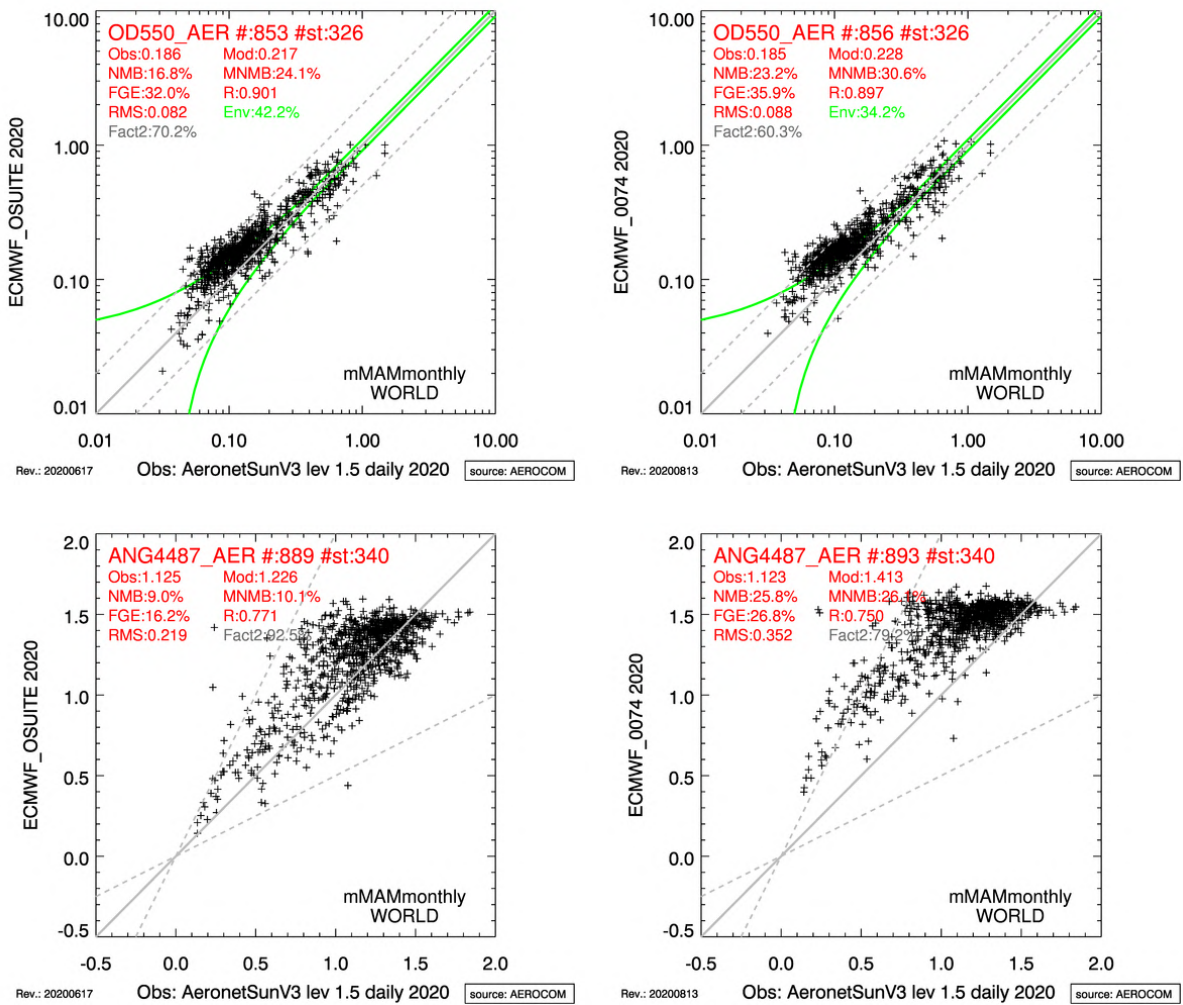 10.00
OD550_AER #:853 #st:326
Obs:0.186 Mod:0.217
NMB:16.8% MNMB:24.1%
FGE:32.0% R:0.901
RMS:0.082 Env:42.2%
Fact2:70.2%
1.00
0.10
0.01
ECMWF_OSUITE 2020
mMAMmonthly
WORLD
0.01 0.10 1.00 10.00
Rev.: 20200617 Obs: AeronetSunV3 lev 1.5 daily 2020 source: AEROCOM
10.00
OD550_AER #:856 #st:326
Obs:0.185 Mod:0.228
NMB:23.2% MNMB:30.6%
FGE:35.9% R:0.897
RMS:0.088 Env:34.2%
Fact2:60.3%
1.00
0.10
0.01
ECMWF_0074 2020
mMAMmonthly
WORLD
0.01 0.10 1.00 10.00
Rev.: 20200813 Obs: AeronetSunV3 lev 1.5 daily 2020 source: AEROCOM
2.0
ANG4487_AER #:889 #st:340
Obs:1.125 Mod:1.226
NMB:9.0% MNMB:10.1%
FGE:16.2% R:0.771
RMS:0.219 Fact2:92.5%
1.5
1.0
0.5
0.0
-0.5
ECMWF_OSUITE 2020
mMAMmonthly
WORLD
-0.5 0.0 0.5 1.0 1.5 2.0
Rev.: 20200617 Obs: AeronetSunV3 lev 1.5 daily 2020 source: AEROCOM
2.0
ANG4487_AER #:893 #st:340
Obs:1.123 Mod:1.413
NMB:25.8% MNMB:26.1%
FGE:26.8% R:0.750
RMS:0.352 Fact2:79.2%
1.5
1.0
0.5
0.0
-0.5
ECMWF_0074 2020
mMAMmonthly
WORLD
-0.5 0.0 0.5 1.0 1.5 2.0
Rev.: 20200813 Obs: AeronetSunV3 lev 1.5 daily 2020 source: AEROCOM